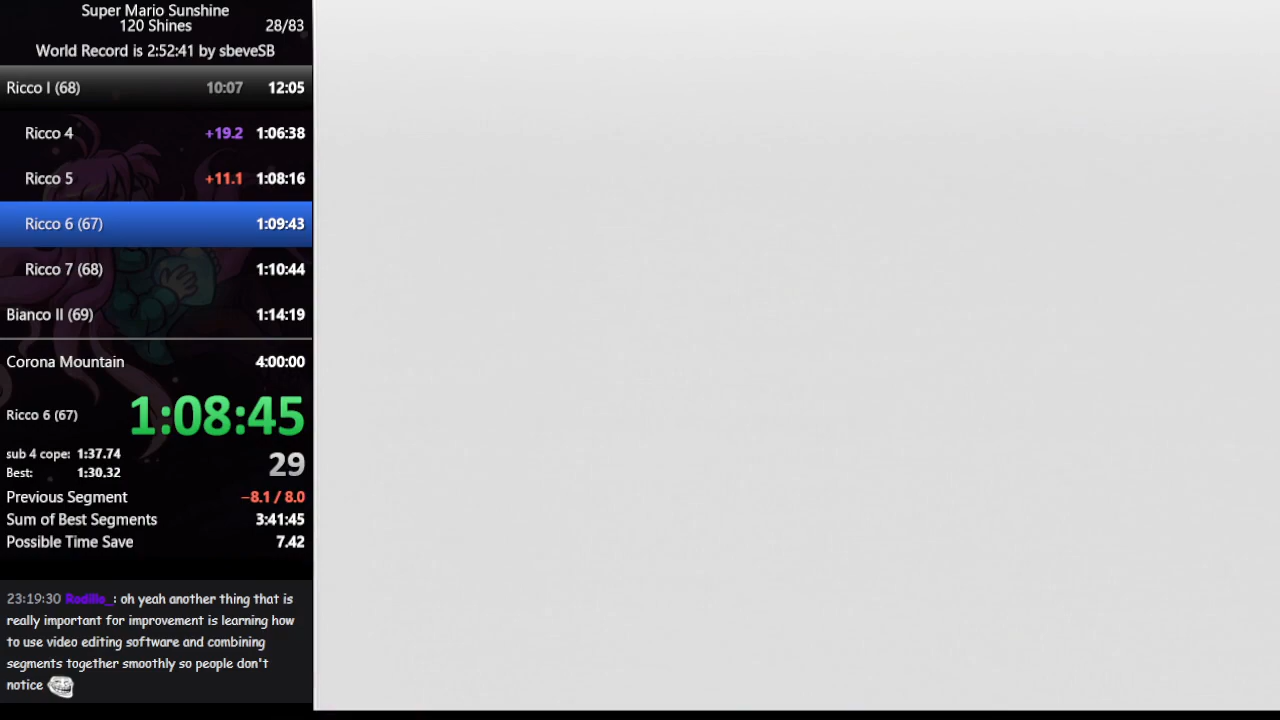 Super Mario Sunshine
120 Shines 28/83
World Record is 2:52:41 by sbeveSB
Ricco I (68) 10:07 12:05
Ricco 4 +19.2 1:06:38
Ricco 5 +11.1 1:08:16
Ricco 6 (67) 1:09:43
Ricco 7 (68) 1:10:44
Bianco II (69) 1:14:19
Corona Mountain 4:00:00
Ricco 6 (67) 1:08:45
sub 4 cope: 1:37.74
Best: 1:30.32 29
Previous Segment −8.1 / 8.0
Sum of Best Segments 3:41:45
Possible Time Save 7.42
23:19:30 Rodillo_: oh yeah another thing that is
really important for improvement is learning how
to use video editing software and combining
segments together smoothly so people don't
notice